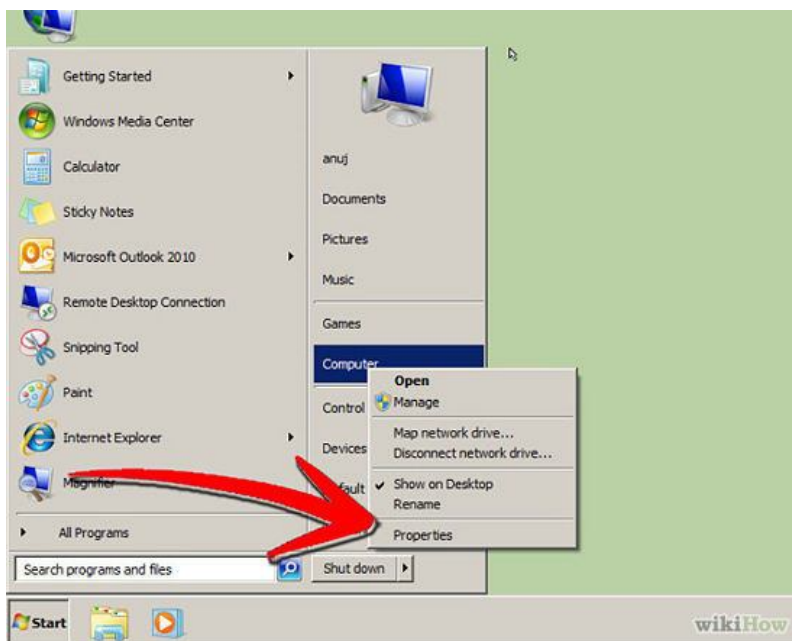 Getting Started
Windows Media Center
Calculator
Sticky Notes
Microsoft Outlook 2010
Remote Desktop Connection
Snipping Tool
Paint
Internet Explorer
Magnifier
All Programs
Search programs and files
anuj
Documents
Pictures
Music
Games
Computer
Control
Devices
Shut down
Open
Manage
Map network drive...
Disconnect network drive...
Show on Desktop
Rename
Properties
Start
wikiHow